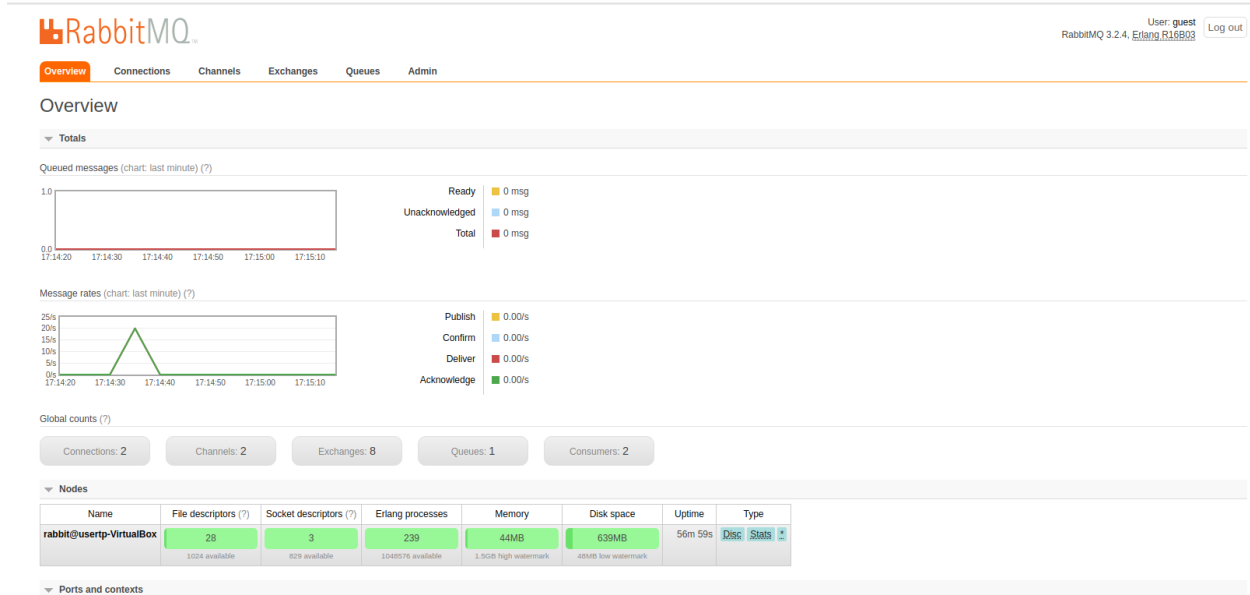 RabbitMQ™
User: guest
RabbitMQ 3.2.4, Erlang R16B03
Log out
Overview Connections Channels Exchanges Queues Admin
Overview
Totals
Queued messages (chart: last minute) (?)
1.0
0.0
17:14:20 17:14:30 17:14:40 17:14:50 17:15:00 17:15:10
Ready 0 msg
Unacknowledged 0 msg
Total 0 msg
Message rates (chart: last minute) (?)
25/s
20/s
15/s
10/s
5/s
0/s
17:14:20 17:14:30 17:14:40 17:14:50 17:15:00 17:15:10
Publish 0.00/s
Confirm 0.00/s
Deliver 0.00/s
Acknowledge 0.00/s
Global counts (?)
Connections: 2 Channels: 2 Exchanges: 8 Queues: 1 Consumers: 2
Nodes
Name File descriptors (?) Socket descriptors (?) Erlang processes Memory Disk space Uptime Type
rabbit@usertp-VirtualBox 28 3 239 44MB 639MB 56m 59s Disc Stats *
1024 available 829 available 1048576 available 1.5GB high watermark 48MB low watermark
Ports and contexts